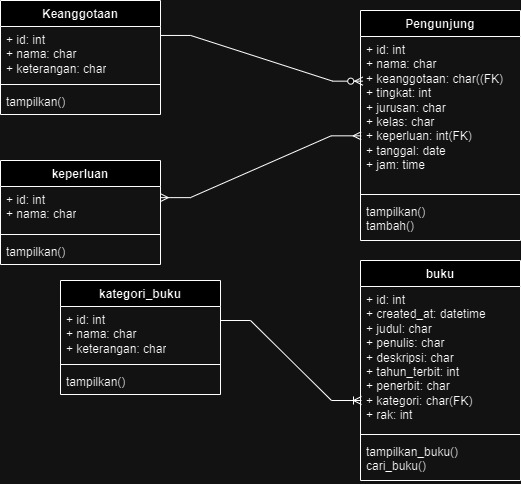 Keanggotaan
+ id: int
+ nama: char
+ keterangan: char
tampilkan()
Pengunjung
+ id: int
+ nama: char
+ keanggotaan: char((FK)
+ tingkat: int
+ jurusan: char
+ kelas: char
+ keperluan: int(FK)
+ tanggal: date
+ jam: time
tampilkan()
tambah()
keperluan
+ id: int
+ nama: char
tampilkan()
kategori_buku
+ id: int
+ nama: char
+ keterangan: char
tampilkan()
buku
+ id: int
+ created_at: datetime
+ judul: char
+ penulis: char
+ deskripsi: char
+ tahun_terbit: int
+ penerbit: char
+ kategori: char(FK)
+ rak: int
tampilkan_buku()
cari_buku()